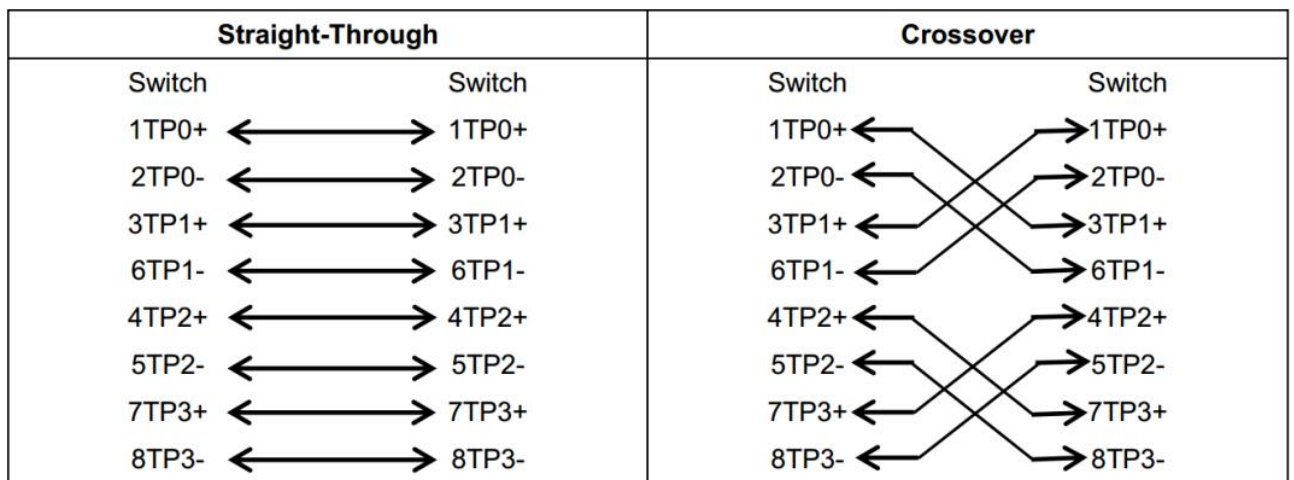 Straight-Through Crossover
Switch Switch Switch Switch
1TP0+ 1TP0+ 1TP0+ 1TP0+
2TP0- 2TP0- 2TP0- 2TP0-
3TP1+ 3TP1+ 3TP1+ 3TP1+
6TP1- 6TP1- 6TP1- 6TP1-
4TP2+ 4TP2+ 4TP2+ 4TP2+
5TP2- 5TP2- 5TP2- 5TP2-
7TP3+ 7TP3+ 7TP3+ 7TP3+
8TP3- 8TP3- 8TP3- 8TP3-